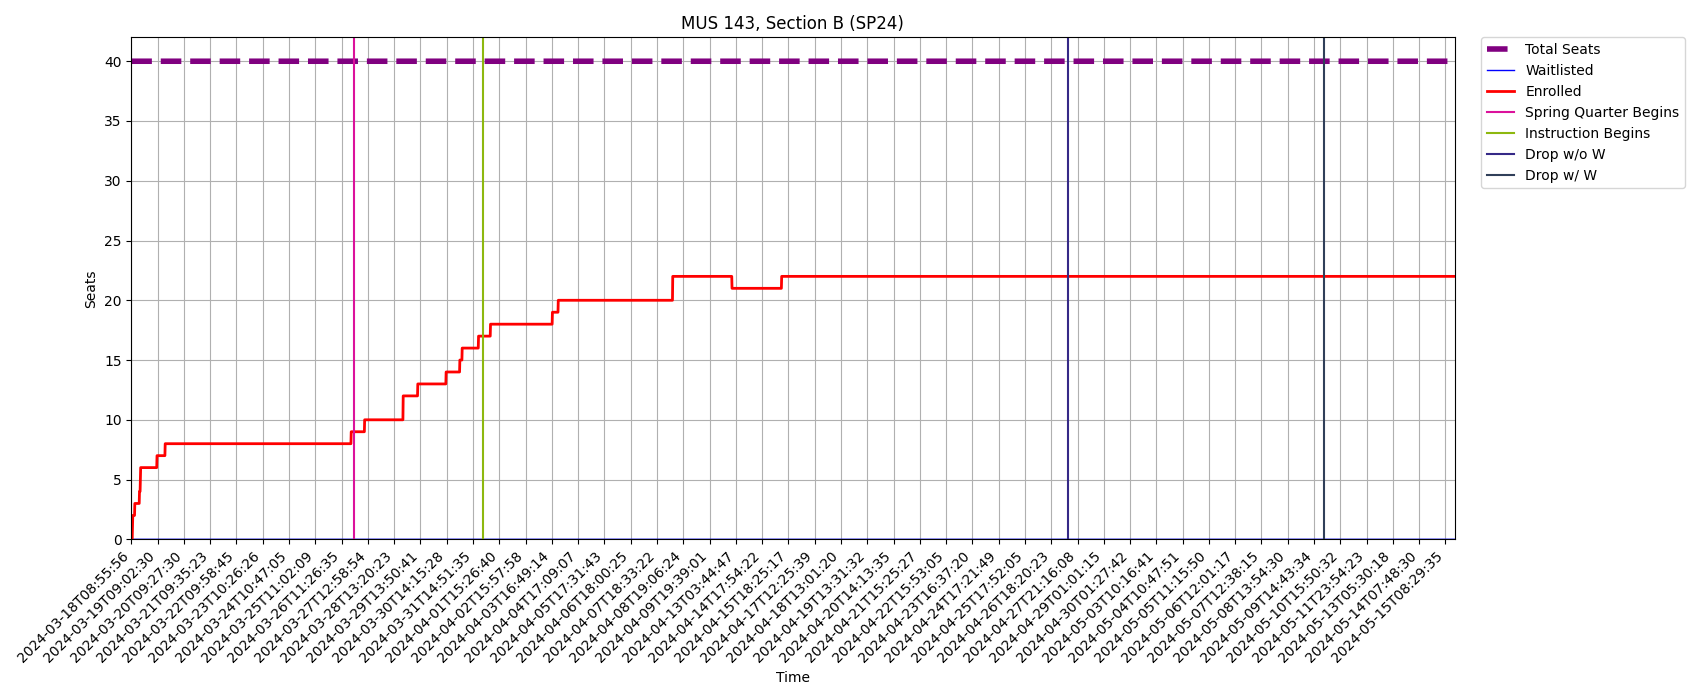 MUS 143, Section B (SP24)
Total Seats
Waitlisted
Enrolled
Spring Quarter Begins
Instruction Begins
Drop w/o W
Drop w/ W
Seats
40
35
30
25
20
15
10
5
0
2024-03-18T08:55:56
2024-03-19T09:02:30
2024-03-20T09:27:30
2024-03-21T09:35:23
2024-03-22T09:58:45
2024-03-23T10:26:26
2024-03-24T10:47:05
2024-03-25T11:02:09
2024-03-26T11:26:35
2024-03-27T12:58:54
2024-03-28T13:20:23
2024-03-29T13:50:41
2024-03-30T14:15:28
2024-03-31T14:51:35
2024-04-01T15:26:40
2024-04-02T15:57:58
2024-04-03T16:49:14
2024-04-04T17:09:07
2024-04-05T17:31:43
2024-04-06T18:00:25
2024-04-07T18:33:22
2024-04-08T19:06:24
2024-04-09T19:39:01
2024-04-13T03:44:47
2024-04-14T17:54:22
2024-04-15T18:25:17
2024-04-17T12:25:39
2024-04-18T13:01:20
2024-04-19T13:31:32
2024-04-20T14:13:35
2024-04-21T15:25:27
2024-04-22T15:53:05
2024-04-23T16:37:20
2024-04-24T17:21:49
2024-04-25T17:52:05
2024-04-26T18:20:23
2024-04-27T21:16:08
2024-04-29T01:01:15
2024-04-30T01:27:42
2024-05-03T10:16:41
2024-05-04T10:47:51
2024-05-05T11:15:50
2024-05-06T12:01:17
2024-05-07T12:38:15
2024-05-08T13:54:30
2024-05-09T14:43:34
2024-05-10T15:50:32
2024-05-11T23:54:23
2024-05-13T05:30:18
2024-05-14T07:48:30
2024-05-15T08:29:35
Time